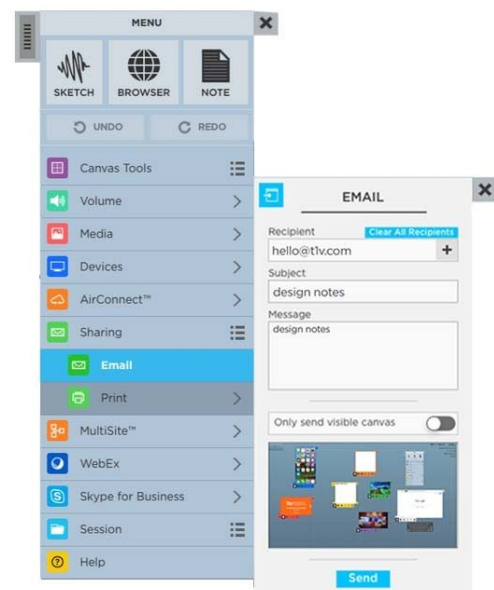 MENU
SKETCH
BROWSER
NOTE
UNDO
REDO
Canvas Tools
Volume
Media
Devices
AirConnect™
Sharing
Email
Print
MultiSite™
WebEx
Skype for Business
Session
Help
EMAIL
Recipient
Clear All Recipients
hello@t1v.com
Subject
design notes
Message
design notes
Only send visible canvas
Send